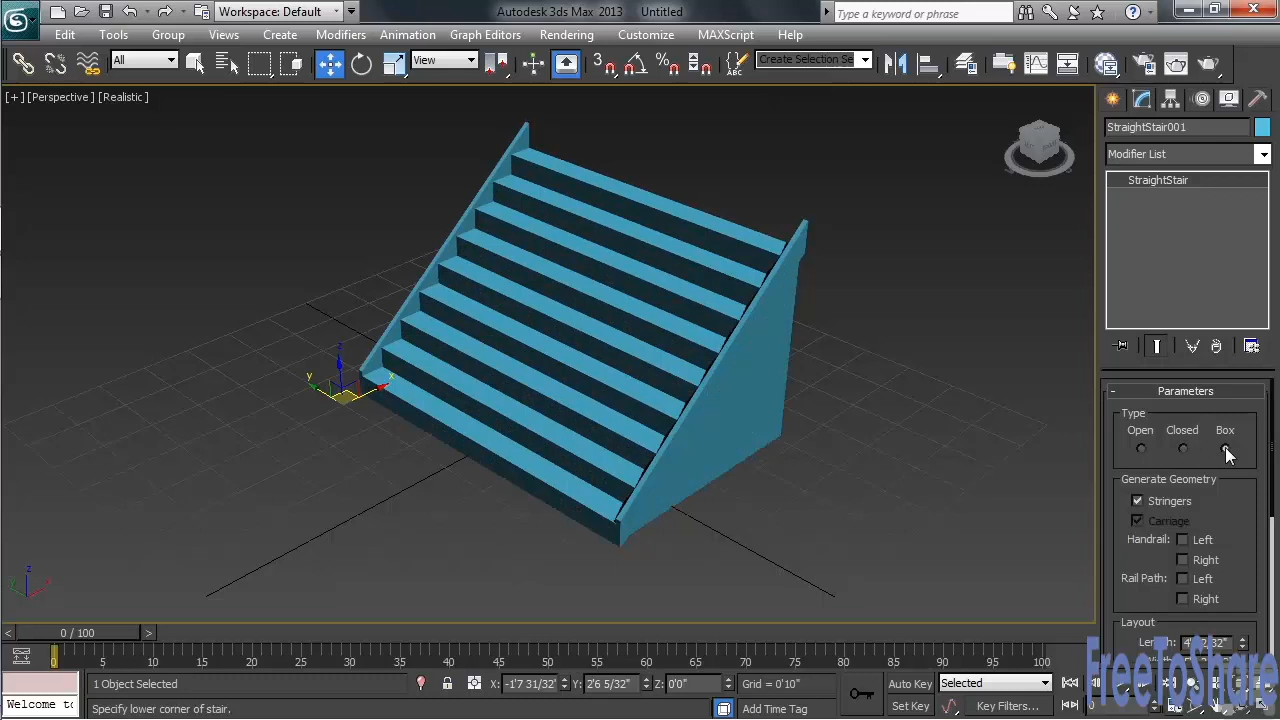 Workspace: Default
Autodesk 3ds Max 2013 Untitled
Type a keyword or phrase
Edit Tools Group Views Create Modifiers Animation Graph Editors Rendering Customize MAXScript Help
All
View
3
Create Selection Se
ABC
[+] [Perspective] [Realistic]
StraightStair001
Modifier List
StraightStair
z
y
x
Parameters
Type
Open Closed Box
Generate Geometry
Stringers
Carriage
Handrail: Left
Right
Rail Path: Left
Right
Layout
Length:
z
0 / 100
0 5 10 15 20 25 30 35 40 45 50 55 60 65 70 75 80 85 90 95 100
1 Object Selected
X: -1'7 31/32" Y: 2'6 5/32" Z: 0'0" Grid = 0'10"
Auto Key Selected
Welcome to
Specify lower corner of stair.
Add Time Tag
Set Key Key Filters...
0
FreeToShare